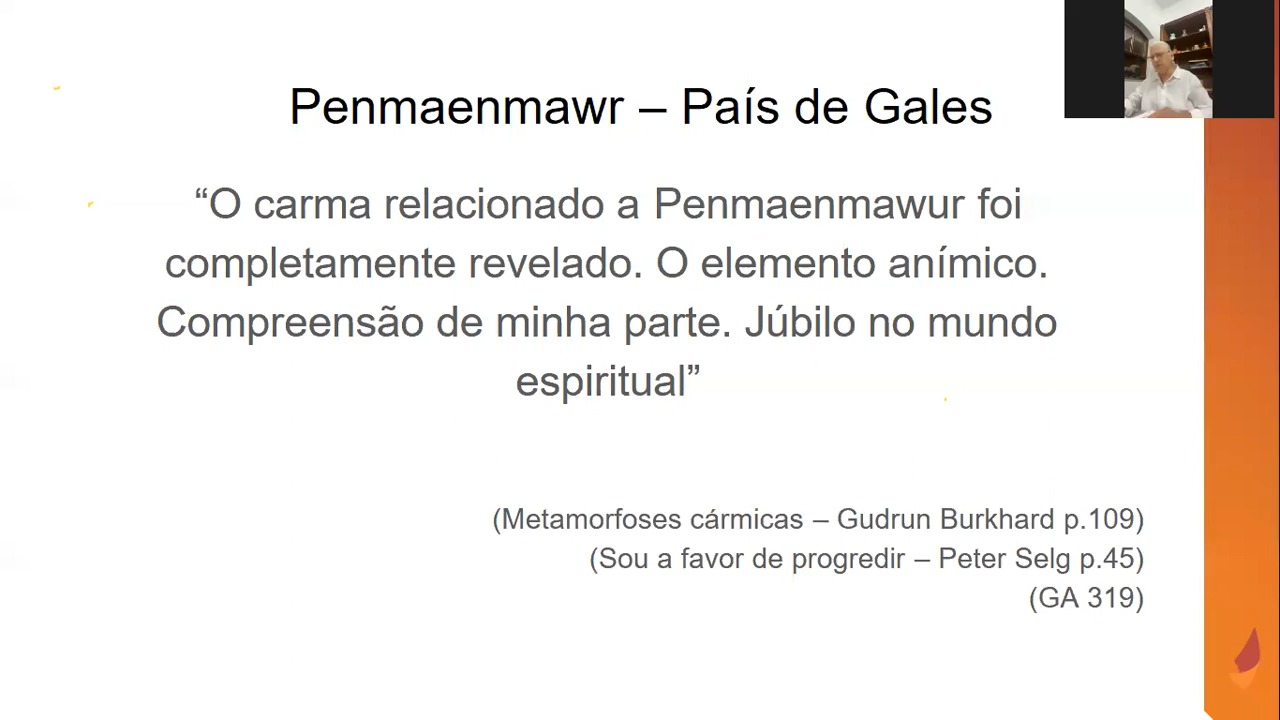 Penmaenmawr – País de Gales
“O carma relacionado a Penmaenmawur foi
completamente revelado. O elemento anímico.
Compreensão de minha parte. Júbilo no mundo
espiritual”
(Metamorfoses cármicas – Gudrun Burkhard p.109)
(Sou a favor de progredir – Peter Selg p.45)
(GA 319)